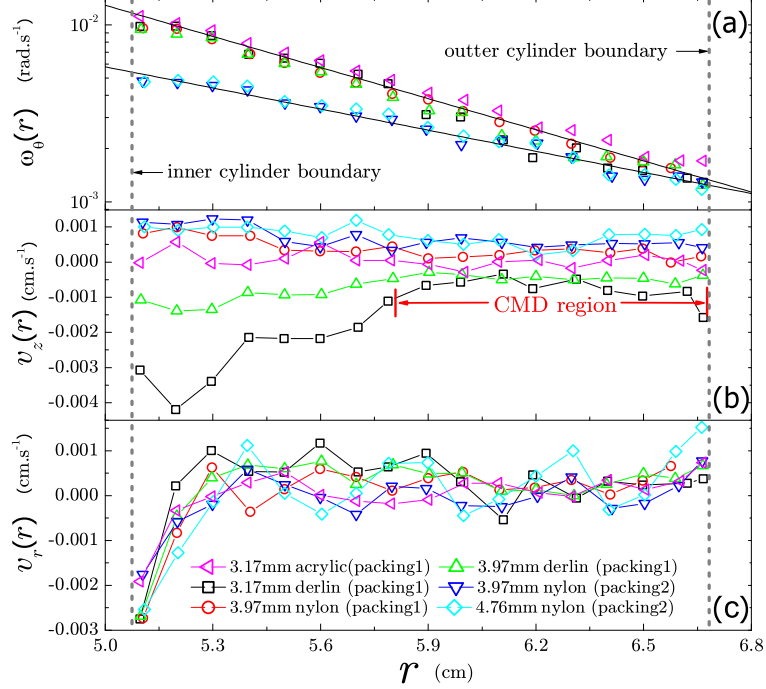 10⁻²
(a)
outter cylinder boundary
ω_θ(r) (rad.s⁻¹)
inner cylinder boundary
10⁻³
0.001
0.000
-0.001
-0.002
-0.003
-0.004
v_z(r) (cm.s⁻¹)
CMD region
(b)
0.001
0.000
-0.001
-0.002
-0.003
v_r(r) (cm.s⁻¹)
3.17mm acrylic(packing1)
3.17mm derlin (packing1)
3.97mm nylon (packing1)
3.97mm derlin (packing1)
3.97mm nylon (packing2)
4.76mm nylon (packing2)
(c)
5.0 5.3 5.6 5.9 6.2 6.5 6.8
r (cm)